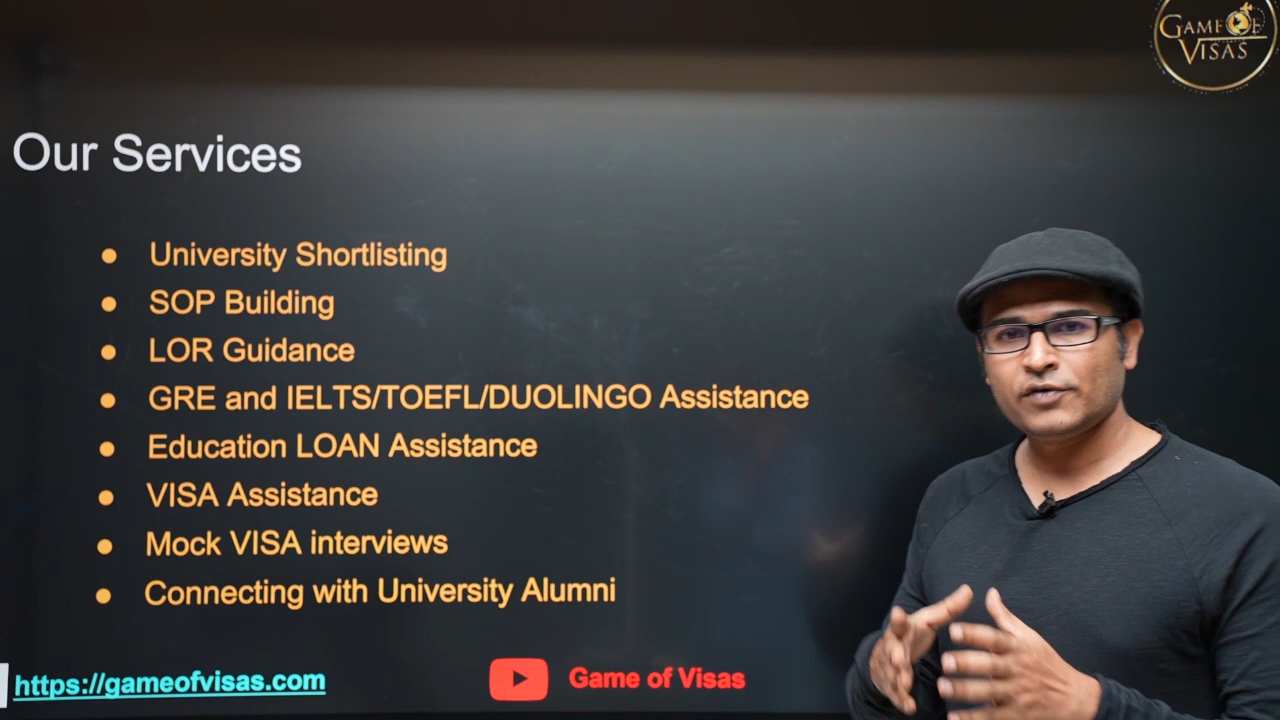 GAME OF
VISAS
Our Services
● University Shortlisting
● SOP Building
● LOR Guidance
● GRE and IELTS/TOEFL/DUOLINGO Assistance
● Education LOAN Assistance
● VISA Assistance
● Mock VISA interviews
● Connecting with University Alumni
https://gameofvisas.com
Game of Visas